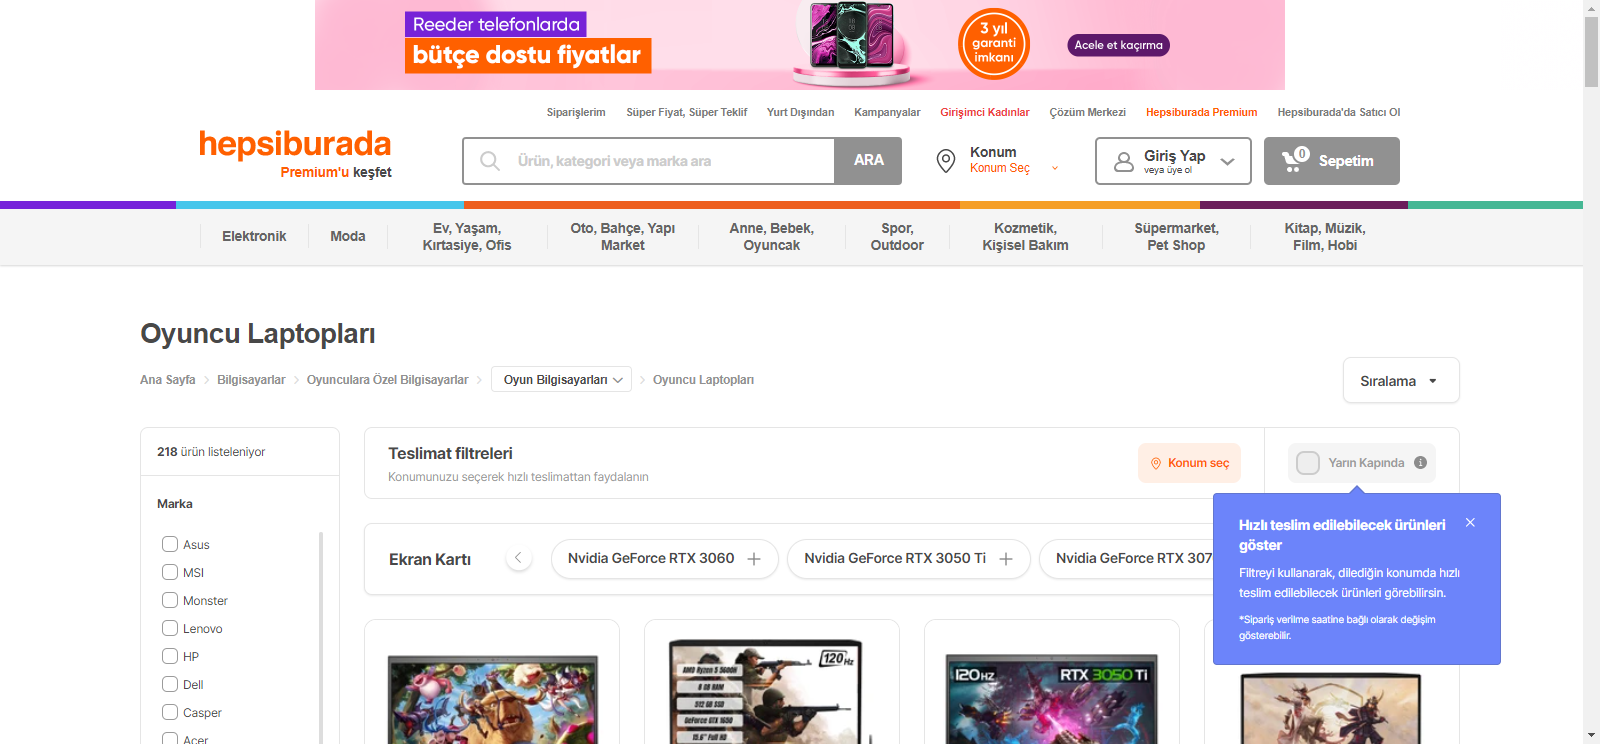 Reeder telefonlarda
bütçe dostu fiyatlar
3 yıl
garanti
imkanı
Acele et kaçırma
Siparişlerim
Süper Fiyat, Süper Teklif
Yurt Dışından
Kampanyalar
Girişimci Kadınlar
Çözüm Merkezi
Hepsiburada Premium
Hepsiburada'da Satıcı Ol
hepsiburada
Premium'u keşfet
Ürün, kategori veya marka ara
ARA
Konum
Konum Seç
Giriş Yap
veya üye ol
0
Sepetim
Elektronik
Moda
Ev, Yaşam,
Kırtasiye, Ofis
Oto, Bahçe, Yapı
Market
Anne, Bebek,
Oyuncak
Spor,
Outdoor
Kozmetik,
Kişisel Bakım
Süpermarket,
Pet Shop
Kitap, Müzik,
Film, Hobi
Oyuncu Laptopları
Ana Sayfa
Bilgisayarlar
Oyunculara Özel Bilgisayarlar
Oyun Bilgisayarları
Oyuncu Laptopları
Sıralama
218 ürün listeleniyor
Marka
Asus
MSI
Monster
Lenovo
HP
Dell
Casper
Acer
Teslimat filtreleri
Konumunuzu seçerek hızlı teslimattan faydalanın
Konum seç
Yarın Kapında
Hızlı teslim edilebilecek ürünleri
göster
Filtreyi kullanarak, dilediğin konumda hızlı
teslim edilebilecek ürünleri görebilirsin.
*Sipariş verilme saatine bağlı olarak değişim
gösterebilir.
Ekran Kartı
Nvidia GeForce RTX 3060
Nvidia GeForce RTX 3050 Ti
Nvidia GeForce RTX 307
120Hz
AMD Ryzen 5 5600H
8 GB RAM
512 GB SSD
GeForce GTX 1650
15.6" Full HD
120HZ
RTX 3050 Ti